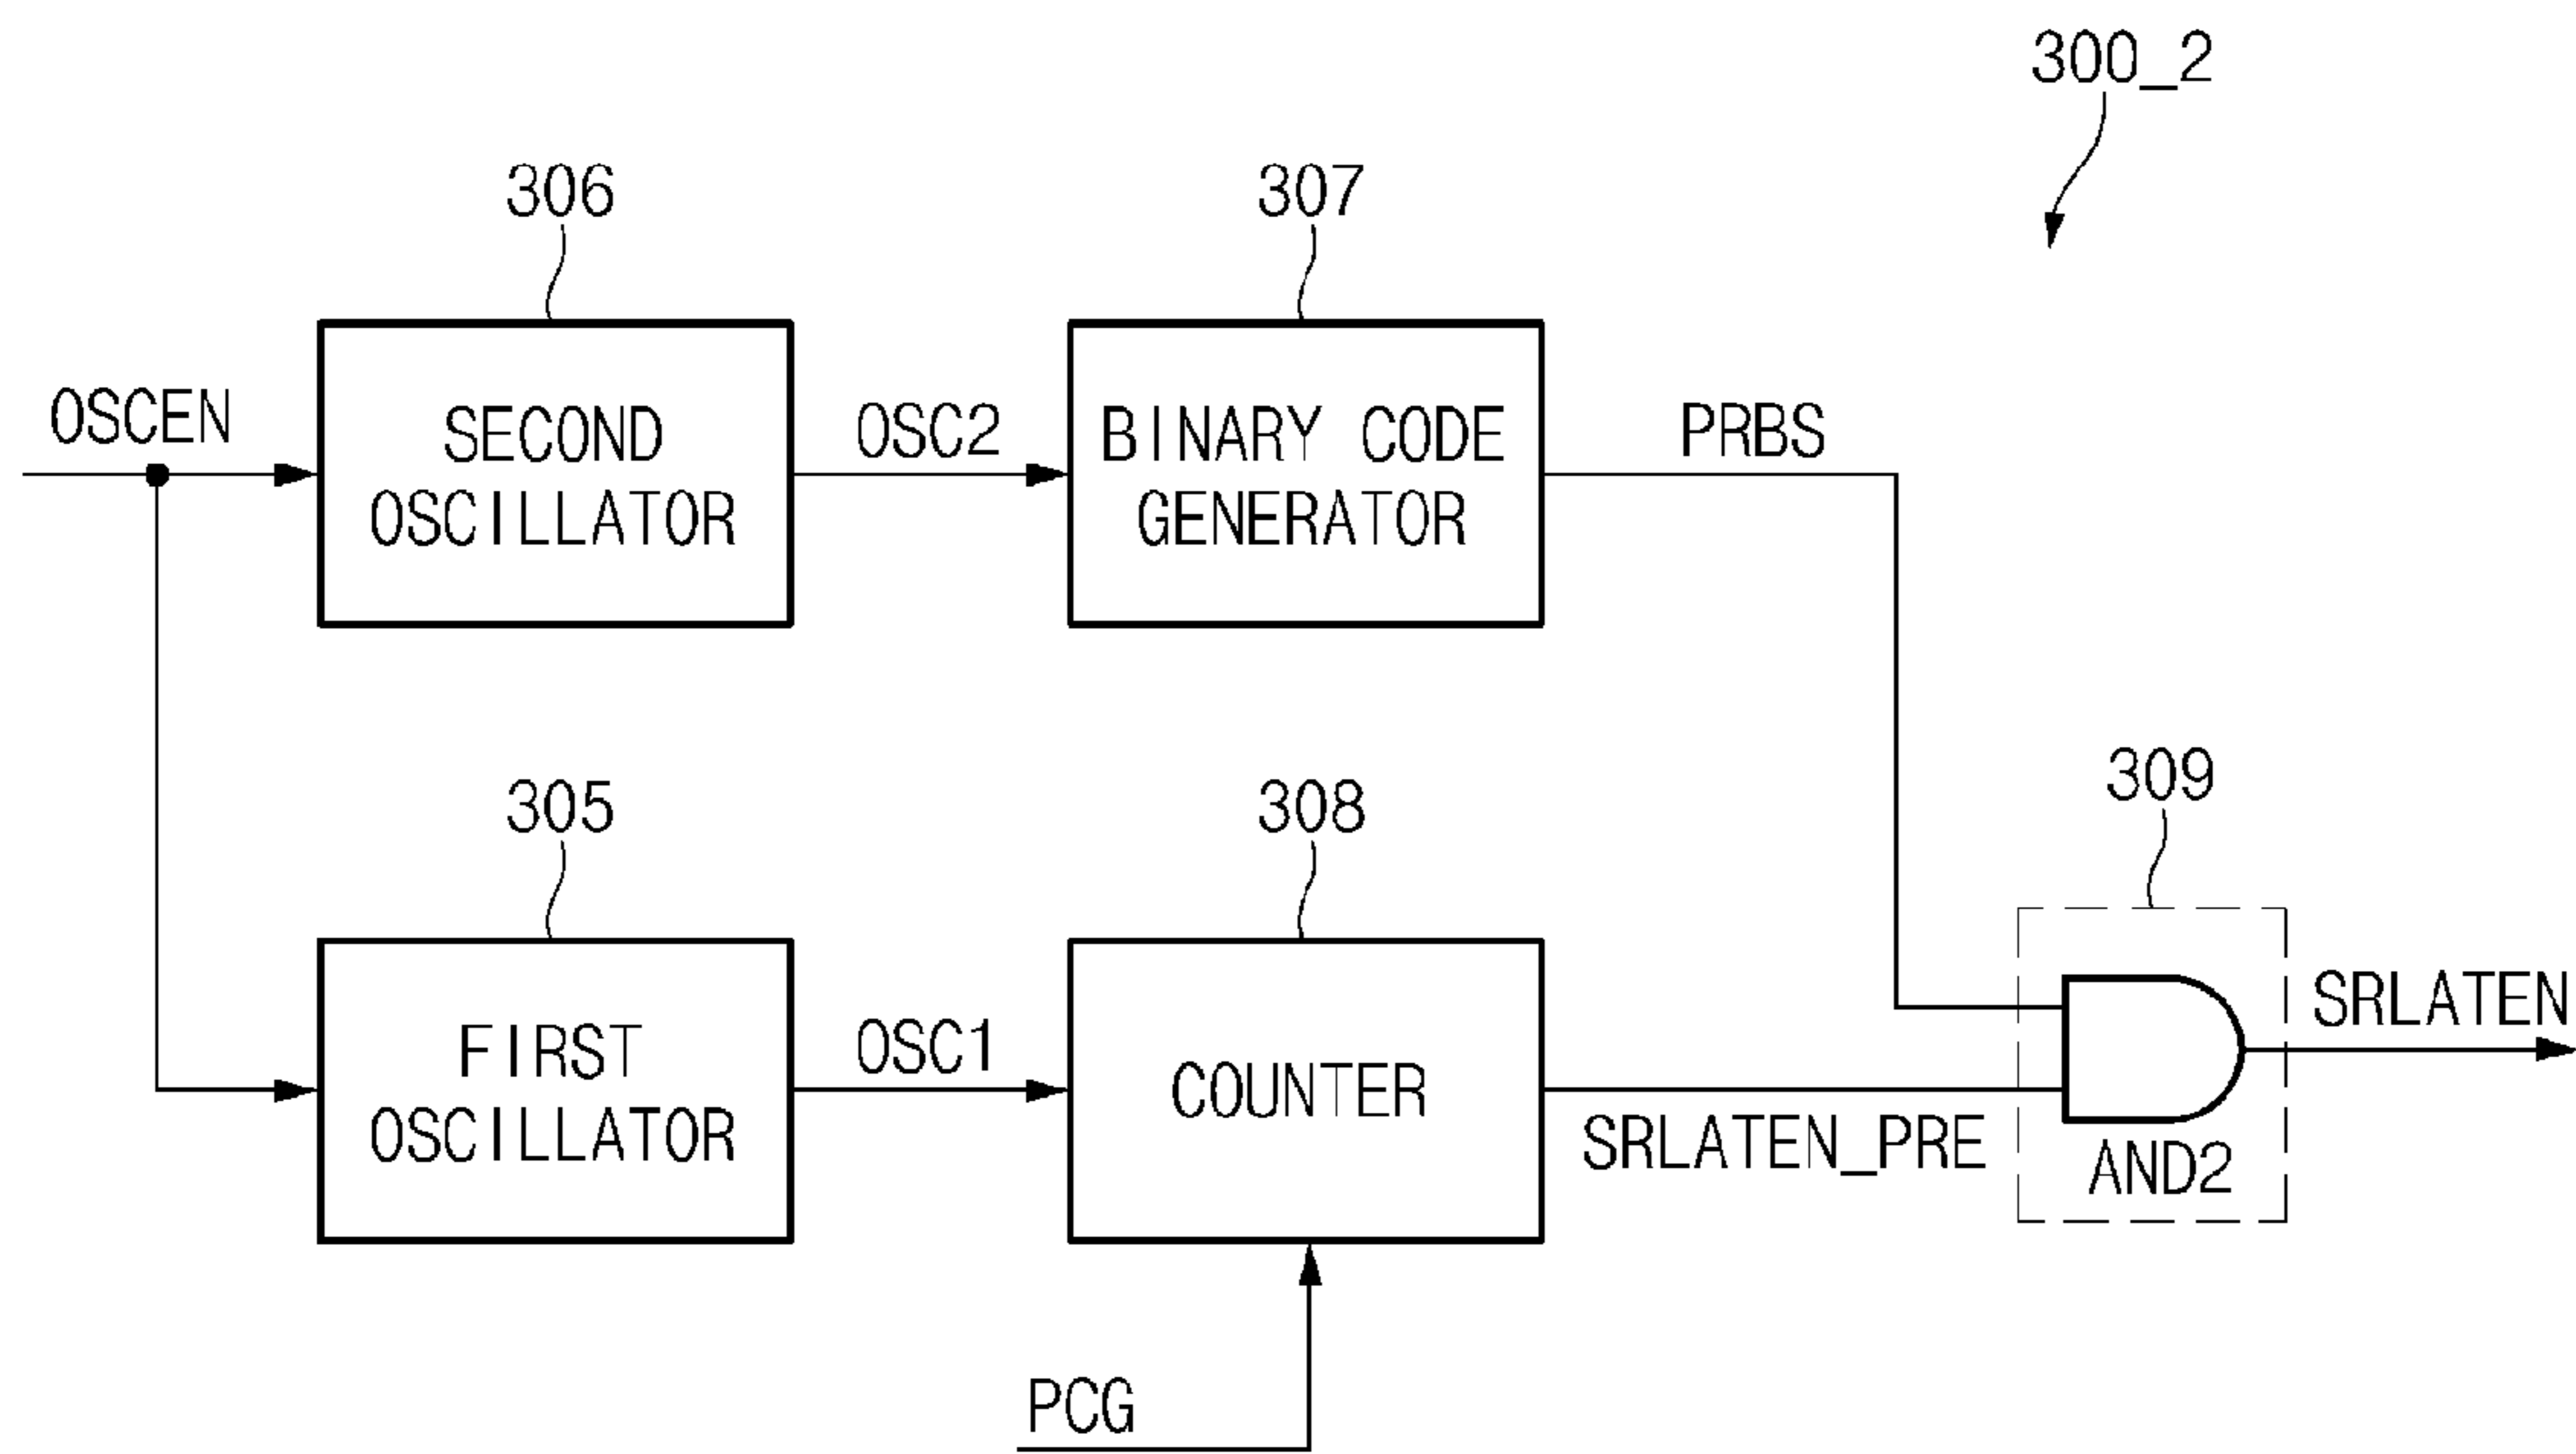 300_2
306
307
OSCEN
SECOND
OSCILLATOR
OSC2
BINARY CODE
GENERATOR
PRBS
305
308
309
FIRST
OSCILLATOR
OSC1
COUNTER
SRLATEN_PRE
SRLATEN
AND2
PCG